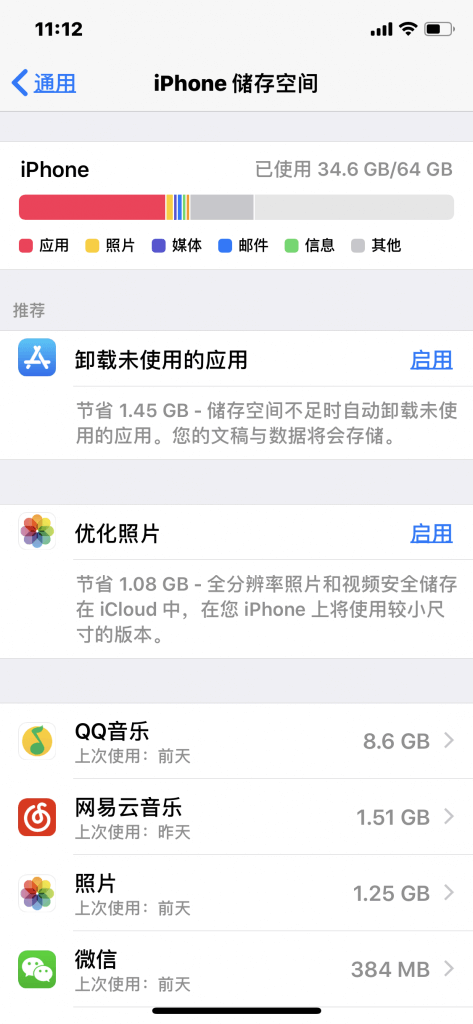 11:12
通用
iPhone 储存空间
iPhone
已使用 34.6 GB/64 GB
应用 照片 媒体 邮件 信息 其他
推荐
卸载未使用的应用 启用
节省 1.45 GB - 储存空间不足时自动卸载未使
用的应用。您的文稿与数据将会存储。
优化照片 启用
节省 1.08 GB - 全分辨率照片和视频安全储存
在 iCloud 中，在您 iPhone 上将使用较小尺
寸的版本。
QQ音乐
8.6 GB
上次使用：前天
网易云音乐
1.51 GB
上次使用：昨天
照片
1.25 GB
上次使用：前天
微信
384 MB
上次使用：前天